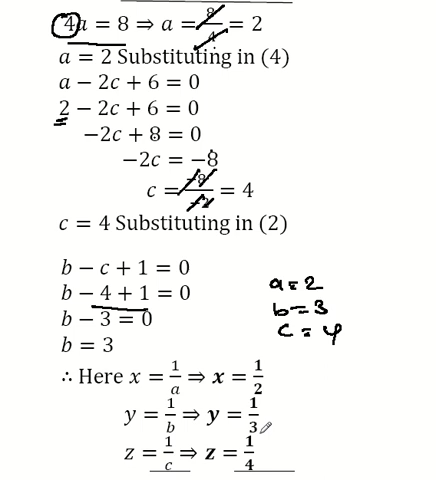 4a = 8 ⇒ a = 8/4 = 2
a = 2 Substituting in (4)
a − 2c + 6 = 0
2 − 2c + 6 = 0
−2c + 8 = 0
−2c = −8
c = −8/−2 = 4
c = 4 Substituting in (2)
b − c + 1 = 0
b − 4 + 1 = 0
b − 3 = 0
b = 3
a = 2
b = 3
c = 4
∴ Here x = 1/a ⇒ x = 1/2
y = 1/b ⇒ y = 1/3
z = 1/c ⇒ z = 1/4